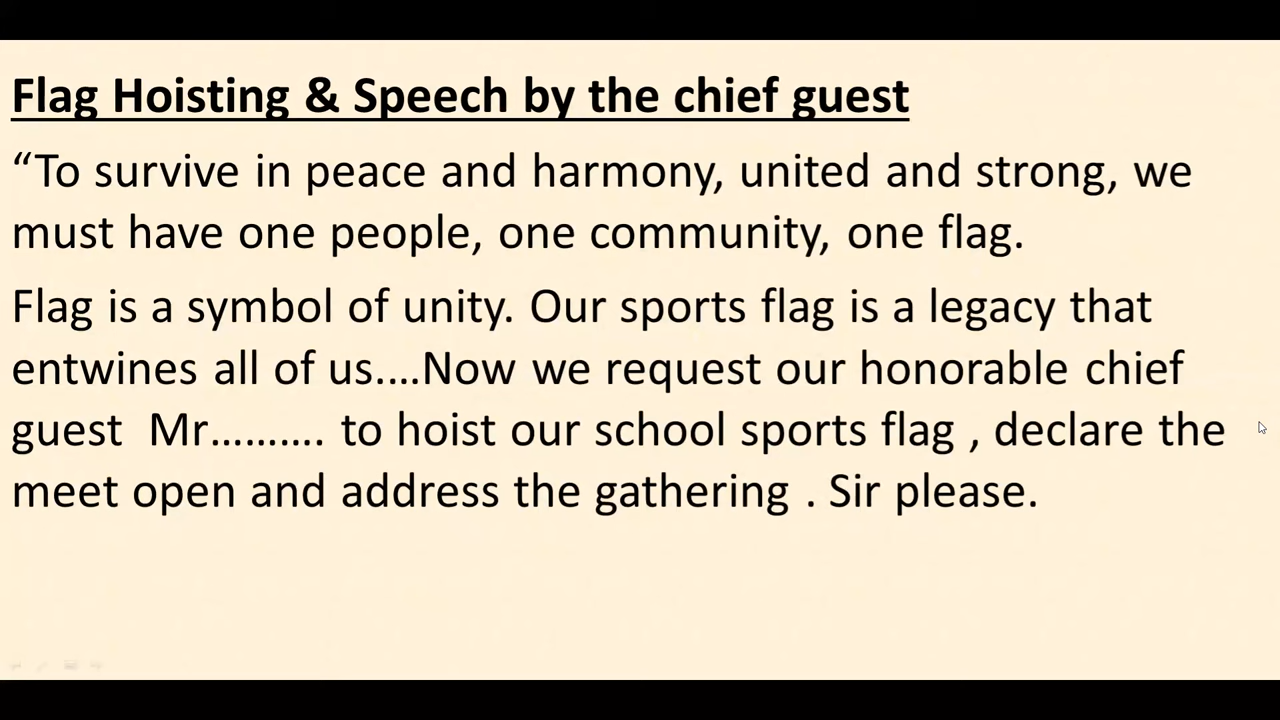 Flag Hoisting & Speech by the chief guest
“To survive in peace and harmony, united and strong, we
must have one people, one community, one flag.
Flag is a symbol of unity. Our sports flag is a legacy that
entwines all of us....Now we request our honorable chief
guest  Mr.......... to hoist our school sports flag , declare the
meet open and address the gathering . Sir please.